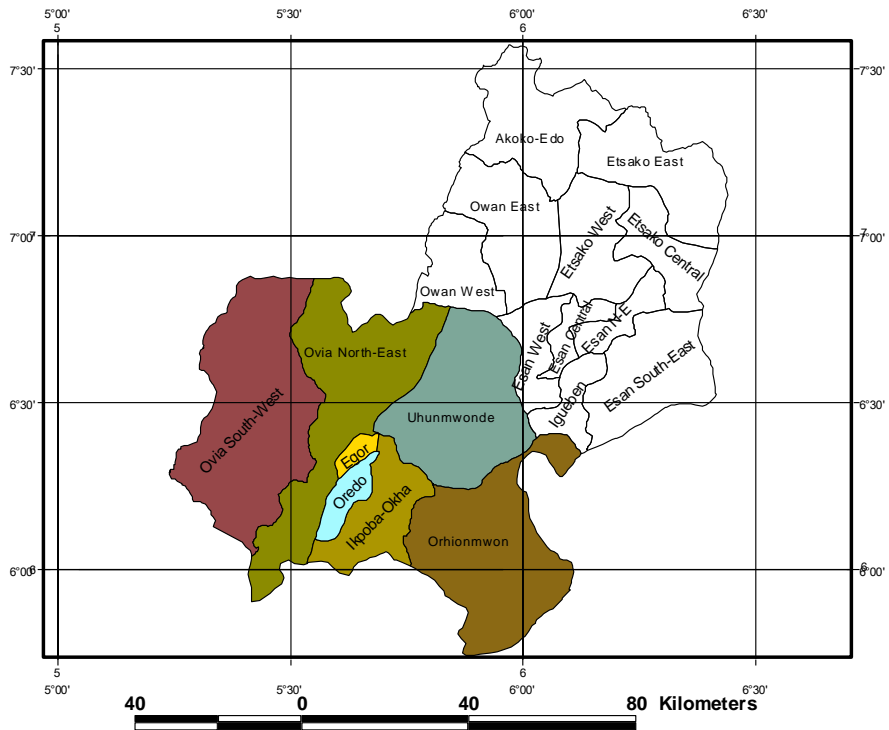 5°00' 5°30' 6°00' 6°30'
5 6
7°30' 7°30'
Akoko-Edo
Etsako East
Owan East
Etsako West
Etsako Central
7°00' 7°00'
Owan West
Ovia North-East
Esan West
Esan Central
Esan N-E
Esan South-East
Igueben
Uhunmwonde
6°30' 6°30'
Ovia South-West
Egor
Oredo
Ikpoba-Okha
Orhionmwon
6°00' 6°00'
5 6
5°00' 5°30' 6°00' 6°30'
40 0 40 80 Kilometers